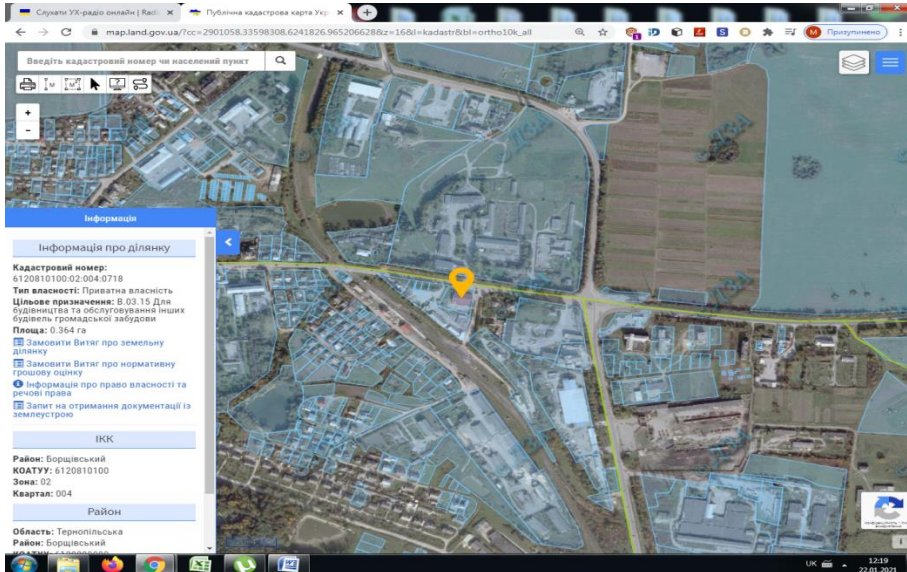 Слухати УХ-радіо онлайн | Radi
Публічна кадастрова карта Укр
map.land.gov.ua/?cc=2901058.33598308,6241826.965206628&z=16&l=kadastr&bl=ortho10k_all
Призупинено
Введіть кадастровий номер чи населений пункт
+
-
Інформація
Інформація про ділянку
Кадастровий номер:
6120810100:02:004:0718
Тип власності: Приватна власність
Цільове призначення: В.03.15 Для
будівництва та обслуговування інших
будівель громадської забудови
Площа: 0.364 га
Замовити Витяг про земельну
ділянку
Замовити Витяг про нормативну
грошову оцінку
Інформація про право власності та
речові права
Запит на отримання документації із
землеустрою
ІКК
Район: Борщівський
КОАТУУ: 6120810100
Зона: 02
Квартал: 004
Район
Область: Тернопільська
Район: Борщівський
UK
12:19
22.01.2021